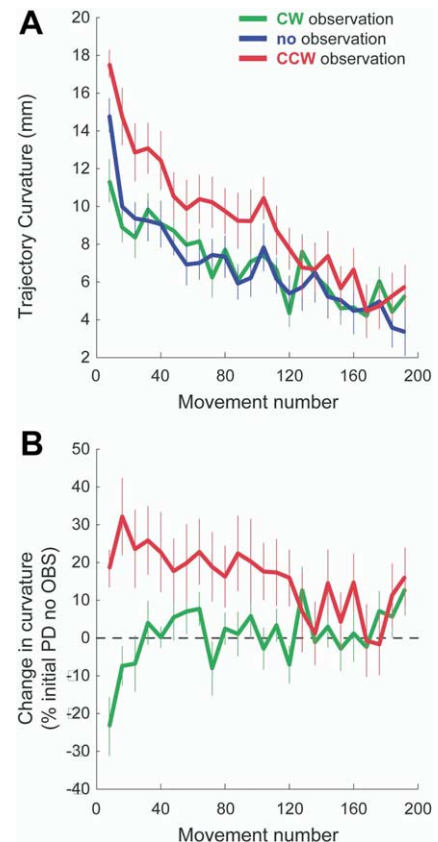 A
CW observation
no observation
CCW observation
Trajectory Curvature (mm)
20
18
16
14
12
10
8
6
4
2
0 40 80 120 160 200
Movement number
B
Change in curvature
(% initial PD no OBS)
50
40
30
20
10
0
-10
-20
-30
-40
0 40 80 120 160 200
Movement number